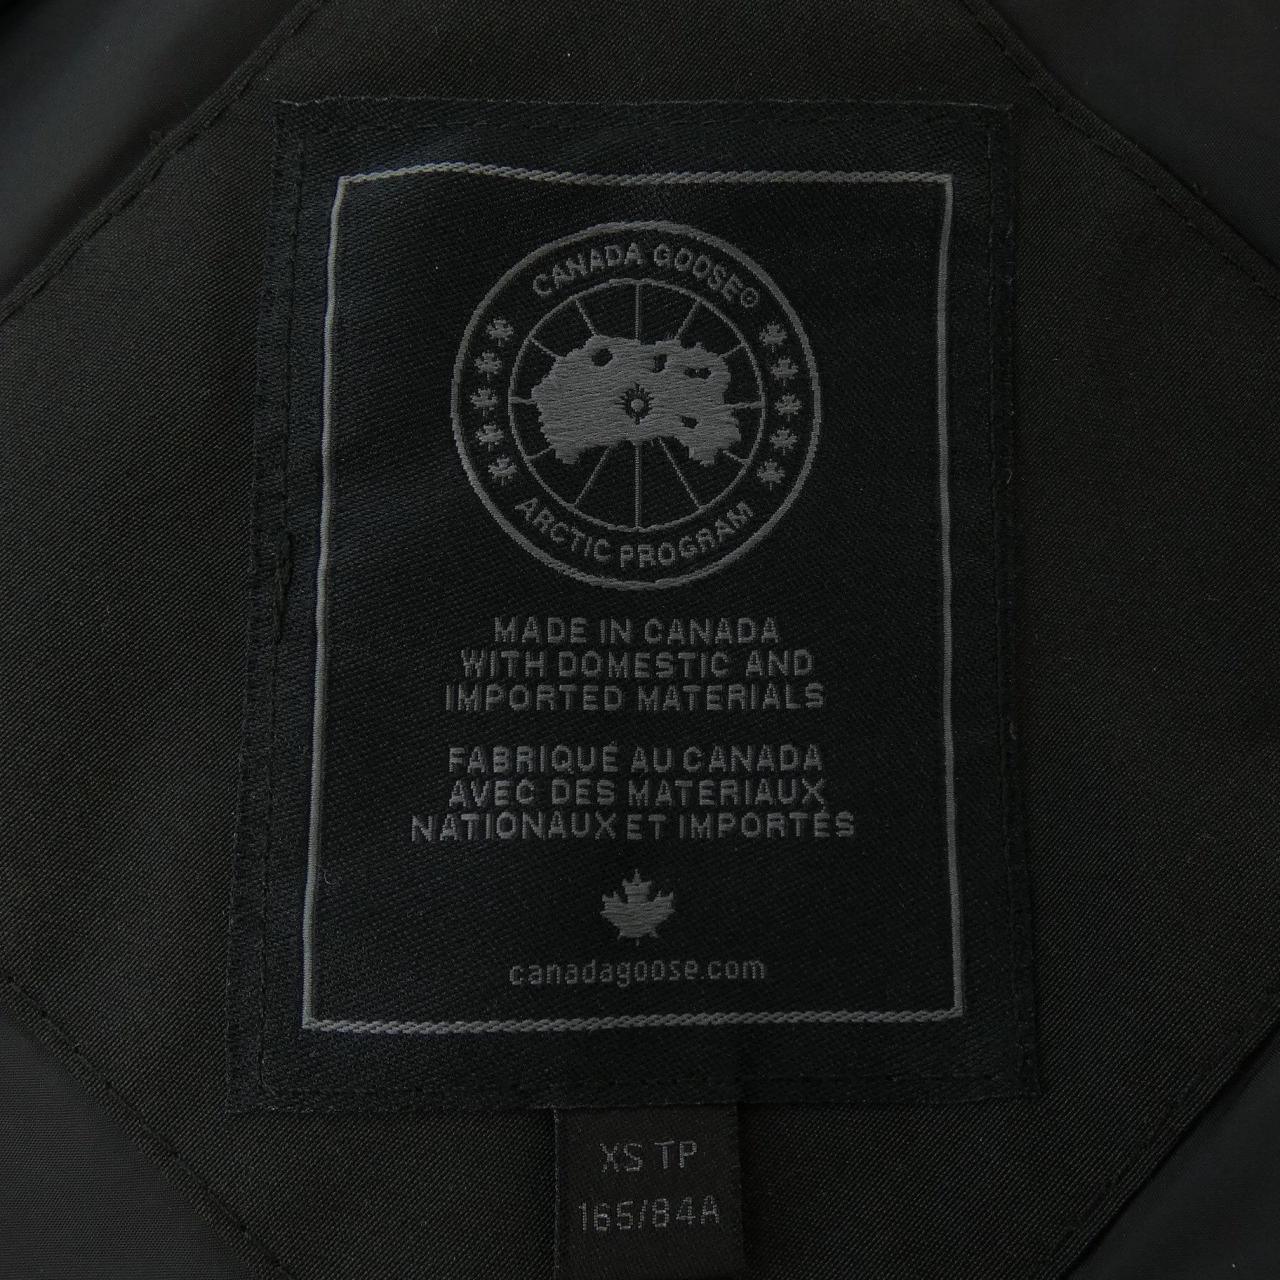 CANADA GOOSE®
ARCTIC PROGRAM
MADE IN CANADA
WITH DOMESTIC AND
IMPORTED MATERIALS
FABRIQUÉ AU CANADA
AVEC DES MATERIAUX
NATIONAUX ET IMPORTÉS
canadagoose.com
XS TP
165/84A